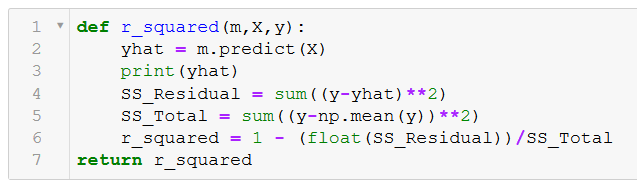 1 def r_squared(m,X,y):
2     yhat = m.predict(X)
3     print(yhat)
4     SS_Residual = sum((y-yhat)**2)
5     SS_Total = sum((y-np.mean(y))**2)
6     r_squared = 1 - (float(SS_Residual))/SS_Total
7 return r_squared